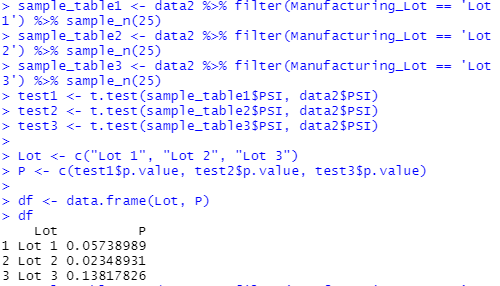 > sample_table1 <- data2 %>% filter(Manufacturing_Lot == 'Lot
1') %>% sample_n(25)
> sample_table2 <- data2 %>% filter(Manufacturing_Lot == 'Lot
2') %>% sample_n(25)
> sample_table3 <- data2 %>% filter(Manufacturing_Lot == 'Lot
3') %>% sample_n(25)
> test1 <- t.test(sample_table1$PSI, data2$PSI)
> test2 <- t.test(sample_table2$PSI, data2$PSI)
> test3 <- t.test(sample_table3$PSI, data2$PSI)
>
> Lot <- c("Lot 1", "Lot 2", "Lot 3")
> P <- c(test1$p.value, test2$p.value, test3$p.value)
>
> df <- data.frame(Lot, P)
> df
Lot P
1 Lot 1 0.05738989
2 Lot 2 0.02348931
3 Lot 3 0.13817826